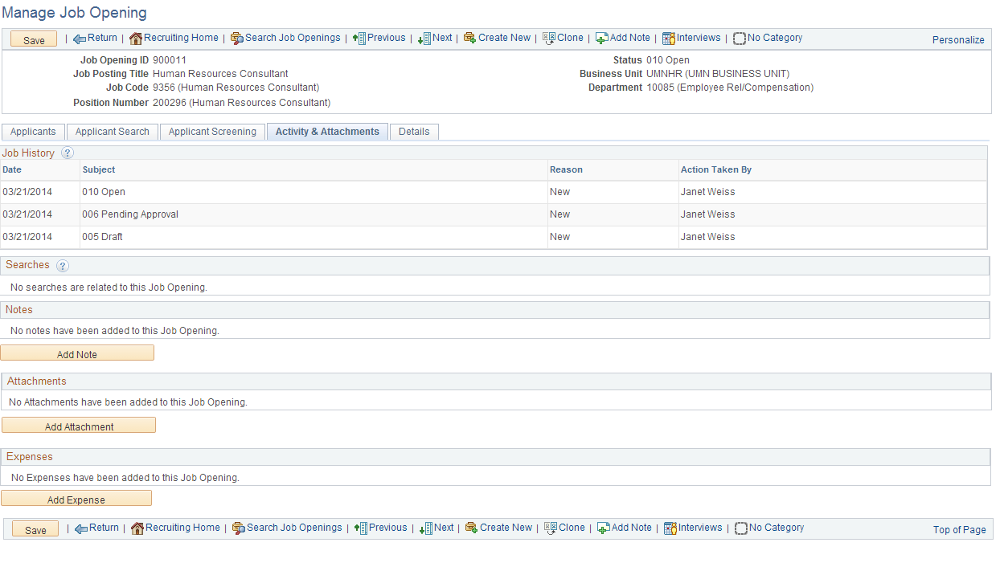 Manage Job Opening
Save | Return | Recruiting Home | Search Job Openings | Previous | Next | Create New | Clone | Add Note | Interviews | No Category Personalize
Job Opening ID 900011 Status 010 Open
Job Posting Title Human Resources Consultant Business Unit UMNHR (UMN BUSINESS UNIT)
Job Code 9356 (Human Resources Consultant) Department 10085 (Employee Rel/Compensation)
Position Number 200296 (Human Resources Consultant)
Applicants Applicant Search Applicant Screening Activity & Attachments Details
Job History ?
Date Subject Reason Action Taken By
03/21/2014 010 Open New Janet Weiss
03/21/2014 006 Pending Approval New Janet Weiss
03/21/2014 005 Draft New Janet Weiss
Searches ?
No searches are related to this Job Opening.
Notes
No notes have been added to this Job Opening.
Add Note
Attachments
No Attachments have been added to this Job Opening.
Add Attachment
Expenses
No Expenses have been added to this Job Opening.
Add Expense
Save | Return | Recruiting Home | Search Job Openings | Previous | Next | Create New | Clone | Add Note | Interviews | No Category Top of Page